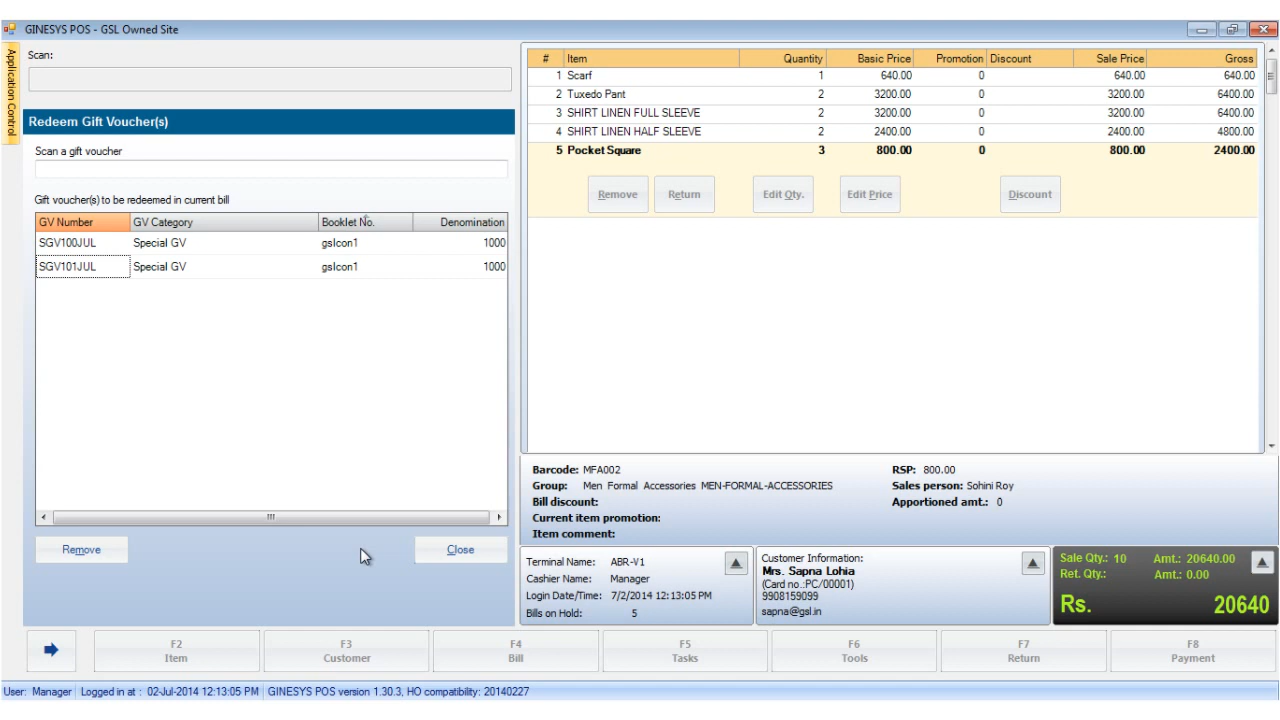 GINESYS POS - GSL Owned Site
Application Control
Scan:
Redeem Gift Voucher(s)
Scan a gift voucher
Gift voucher(s) to be redeemed in current bill
GV Number GV Category Booklet No. Denomination
SGV100JUL Special GV gslcon1 1000
SGV101JUL Special GV gslcon1 1000
Remove Close
# Item Quantity Basic Price Promotion Discount Sale Price Gross
1 Scarf 1 640.00 0 640.00 640.00
2 Tuxedo Pant 2 3200.00 0 3200.00 6400.00
3 SHIRT LINEN FULL SLEEVE 2 3200.00 0 3200.00 6400.00
4 SHIRT LINEN HALF SLEEVE 2 2400.00 0 2400.00 4800.00
5 Pocket Square 3 800.00 0 800.00 2400.00
Remove Return Edit Qty. Edit Price Discount
Barcode: MFA002 RSP: 800.00
Group: Men Formal Accessories MEN-FORMAL-ACCESSORIES Sales person: Sohini Roy
Bill discount: Apportioned amt.: 0
Current item promotion:
Item comment:
Terminal Name: ABR-V1
Cashier Name: Manager
Login Date/Time: 7/2/2014 12:13:05 PM
Bills on Hold: 5
Customer Information:
Mrs. Sapna Lohia
(Card no.:PC/00001)
9908159099
sapna@gsl.in
Sale Qty.: 10 Amt.: 20640.00
Ret. Qty.: Amt.: 0.00
Rs. 20640
F2 F3 F4 F5 F6 F7 F8
Item Customer Bill Tasks Tools Return Payment
User: Manager Logged in at : 02-Jul-2014 12:13:05 PM GINESYS POS version 1.30.3, HO compatibility: 20140227